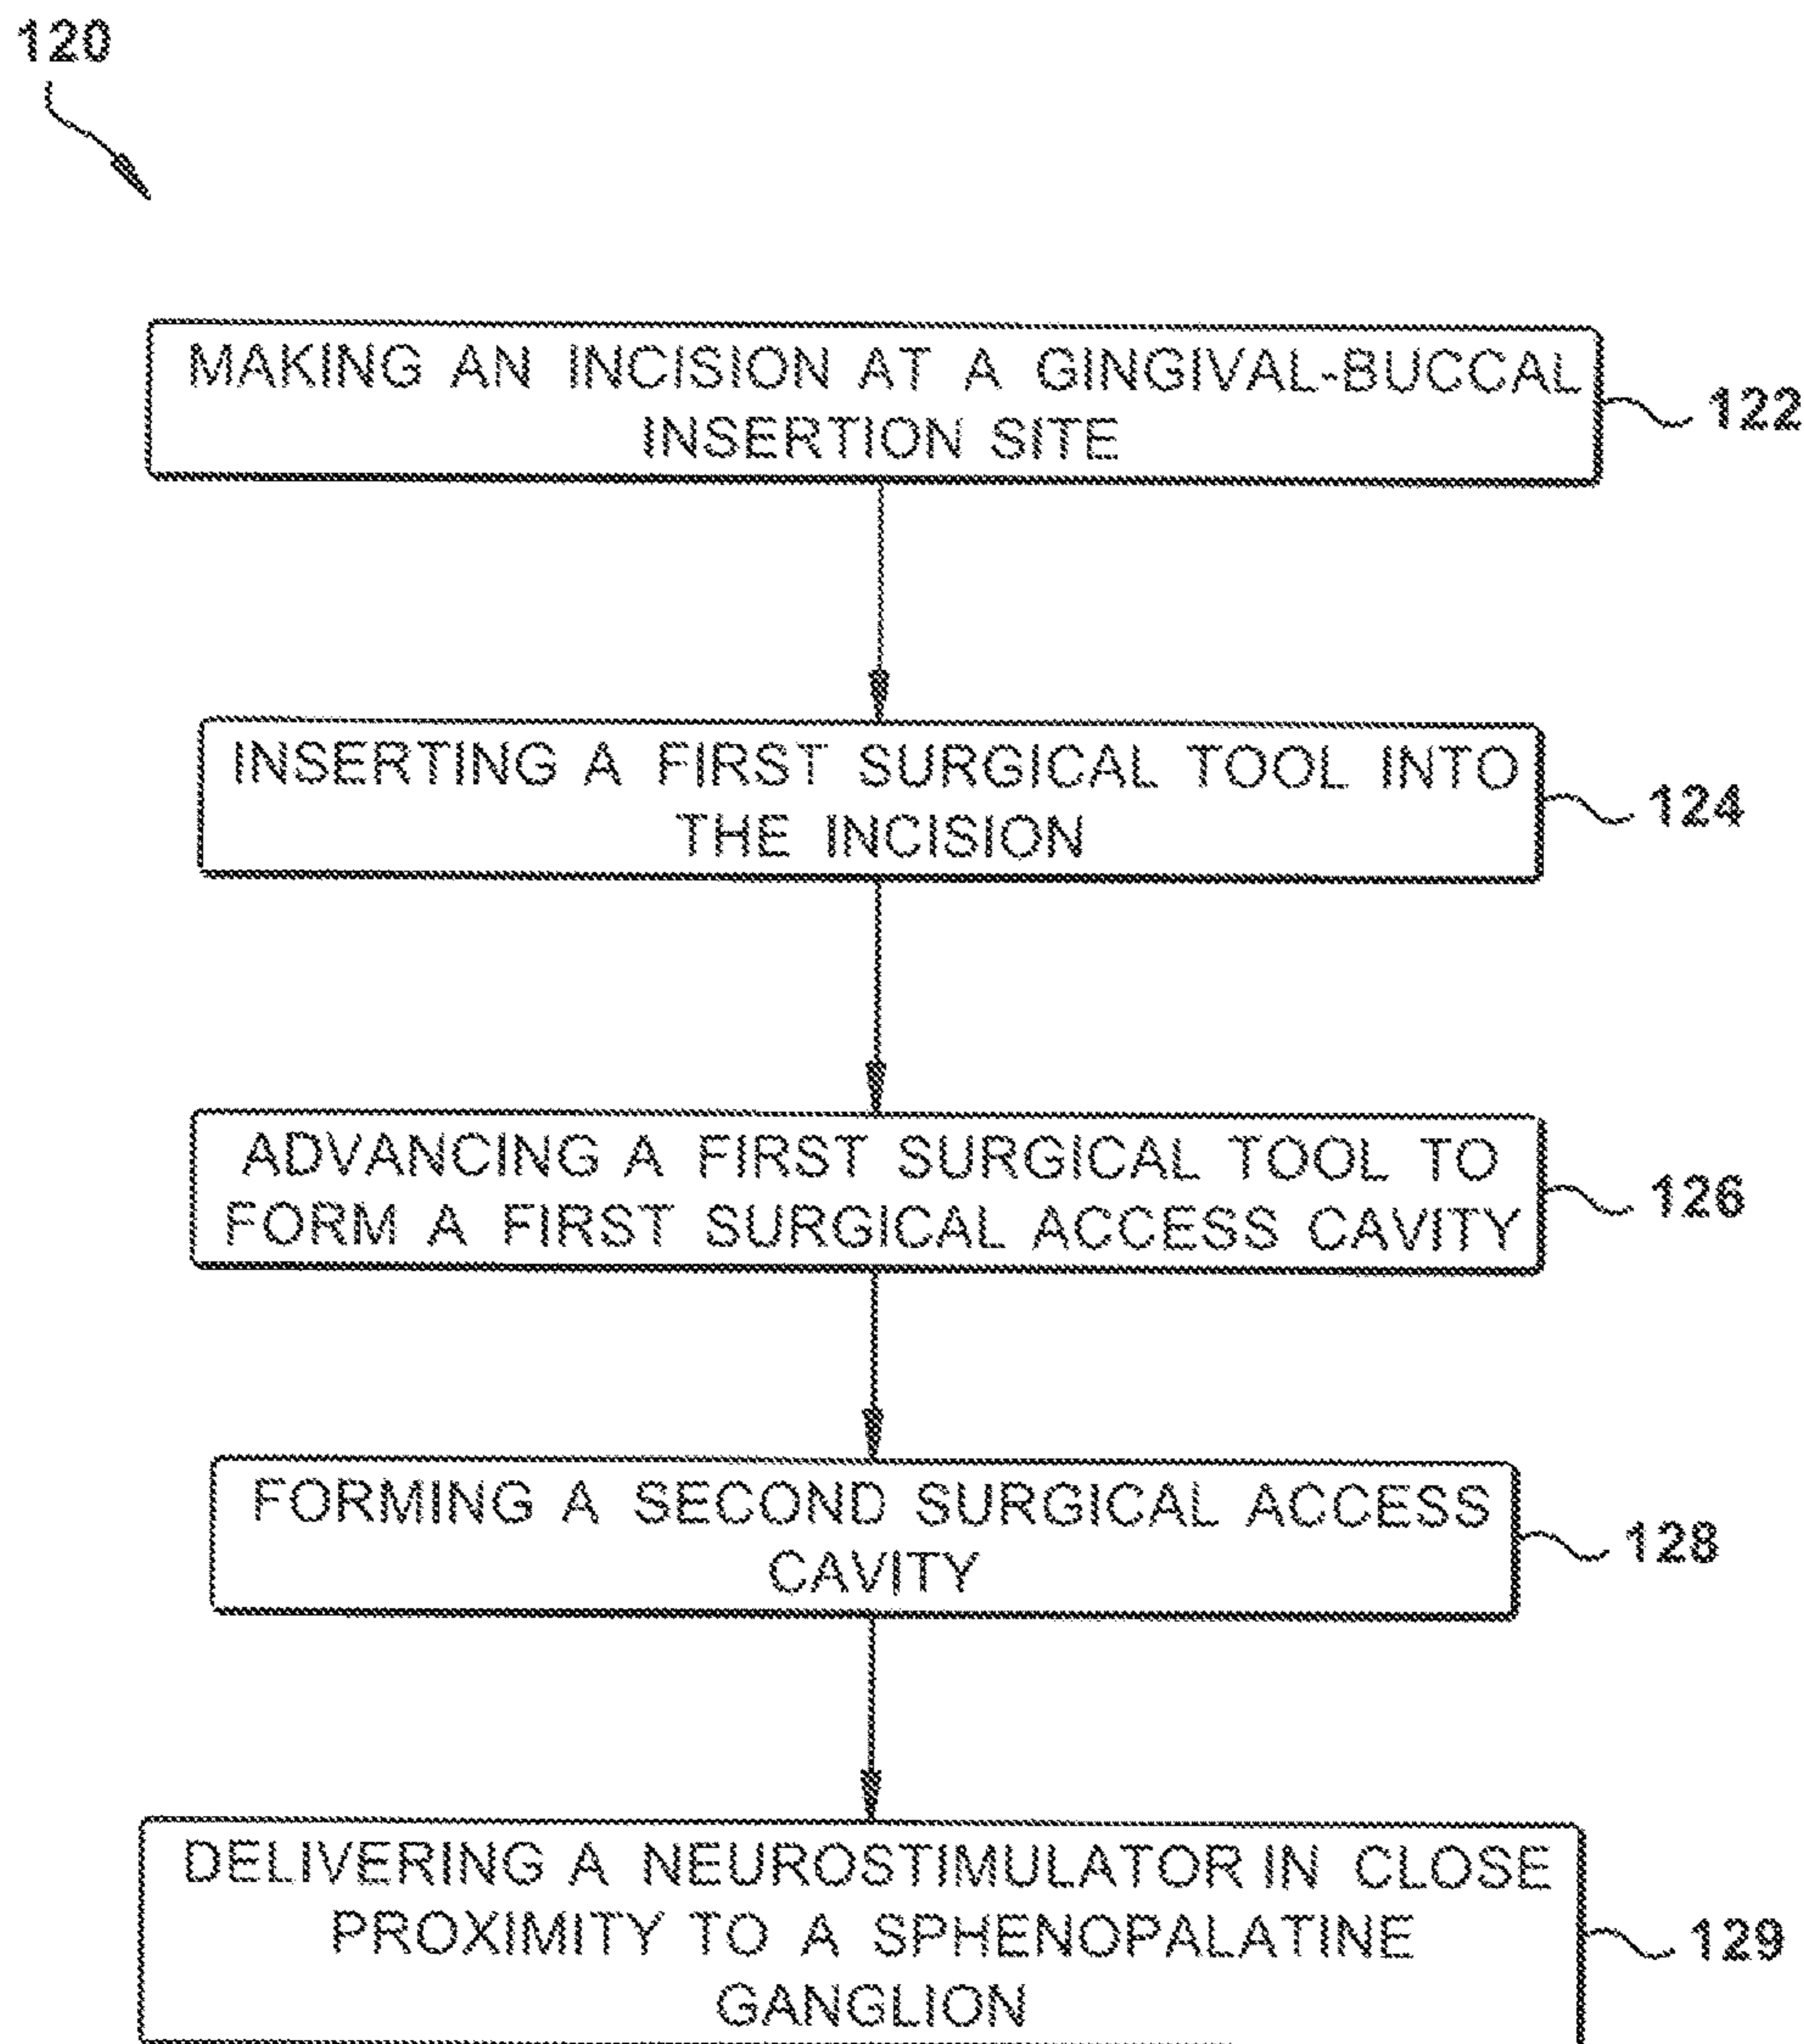 120
MAKING AN INCISION AT A GINGIVAL-BUCCAL
INSERTION SITE
122
INSERTING A FIRST SURGICAL TOOL INTO
THE INCISION
124
ADVANCING A FIRST SURGICAL TOOL TO
FORM A FIRST SURGICAL ACCESS CAVITY
126
FORMING A SECOND SURGICAL ACCESS
CAVITY
128
DELIVERING A NEUROSTIMULATOR IN CLOSE
PROXIMITY TO A SPHENOPALATINE
GANGLION
129